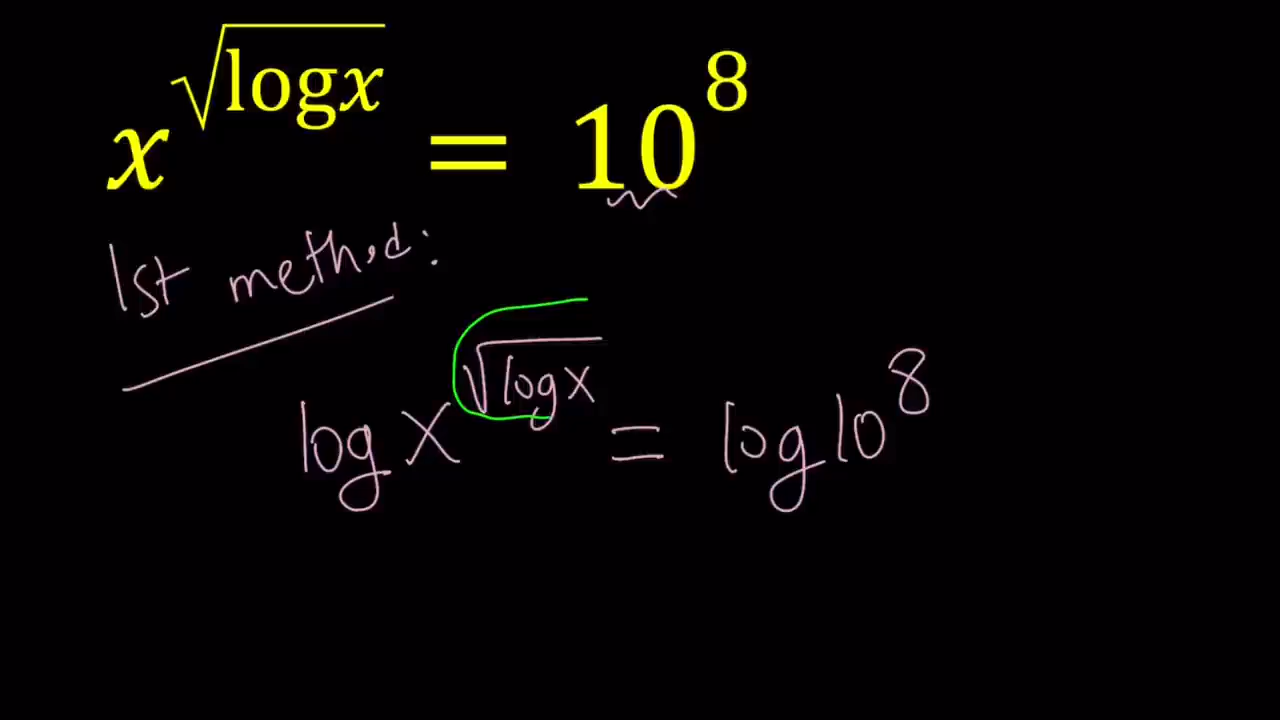 x^√logx = 10^8
1st method:
log x^√logx = log 10^8